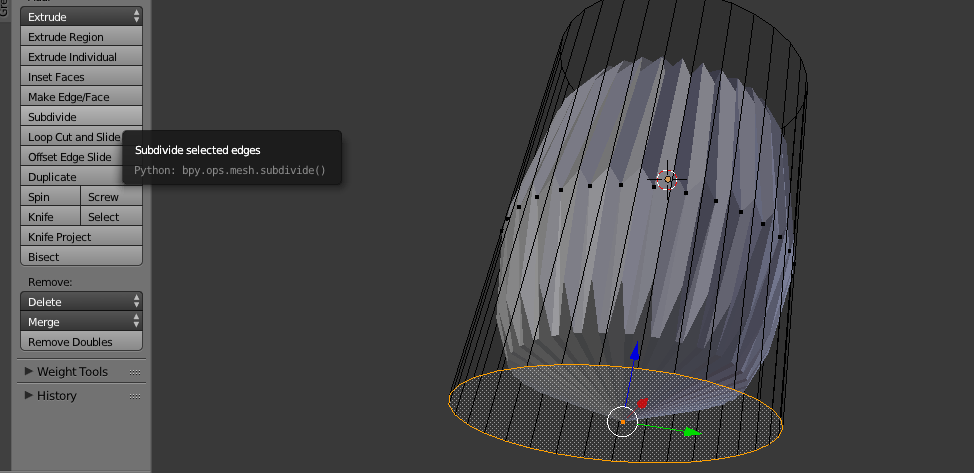 Extrude
Extrude Region
Extrude Individual
Inset Faces
Make Edge/Face
Subdivide
Loop Cut and Slide
Offset Edge Slide
Duplicate
Spin Screw
Knife Select
Knife Project
Bisect
Remove:
Delete
Merge
Remove Doubles
Weight Tools
History
Subdivide selected edges
Python: bpy.ops.mesh.subdivide()